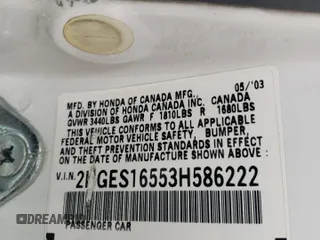 MFD. BY HONDA OF CANADA MFG., 05/'03
A DIVISION OF HONDA CANADA INC. CANADA
GVWR 3440LBS GAWR F 1810LBS R 1680LBS
THIS VEHICLE CONFORMS TO ALL APPLICABLE
FEDERAL MOTOR VEHICLE SAFETY, BUMPER,
AND THEFT PREVENTION STANDARDS IN EFFECT
ON THE DATE OF MANUFACTURE SHOWN ABOVE:
V.I.N. GES16553H586222
PASSENGER CAR